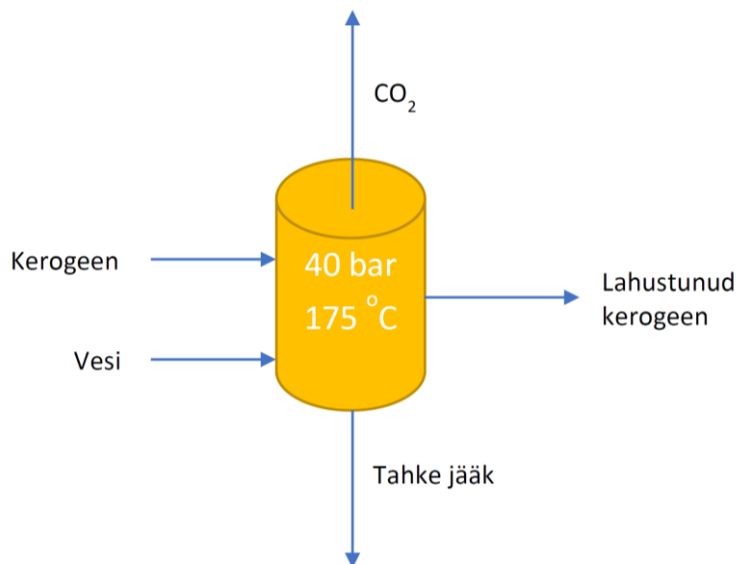 CO₂
Kerogeen
40 bar
175 °C
Lahustunud
kerogeen
Vesi
Tahke jääk